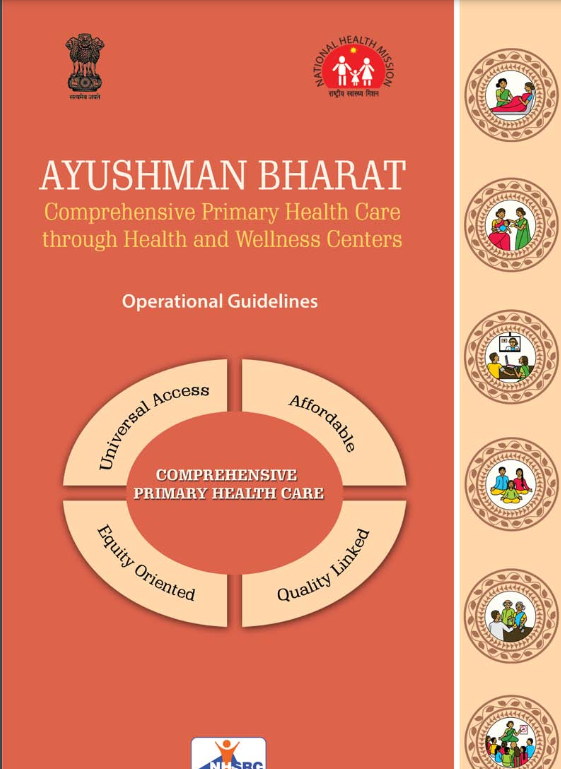 सत्यमेव जयते
NATIONAL HEALTH MISSION
राष्ट्रीय स्वास्थ्य मिशन
AYUSHMAN BHARAT
Comprehensive Primary Health Care
through Health and Wellness Centers
Operational Guidelines
Universal Access
Affordable
COMPREHENSIVE
PRIMARY HEALTH CARE
Equity Oriented
Quality Linked
NHSRC